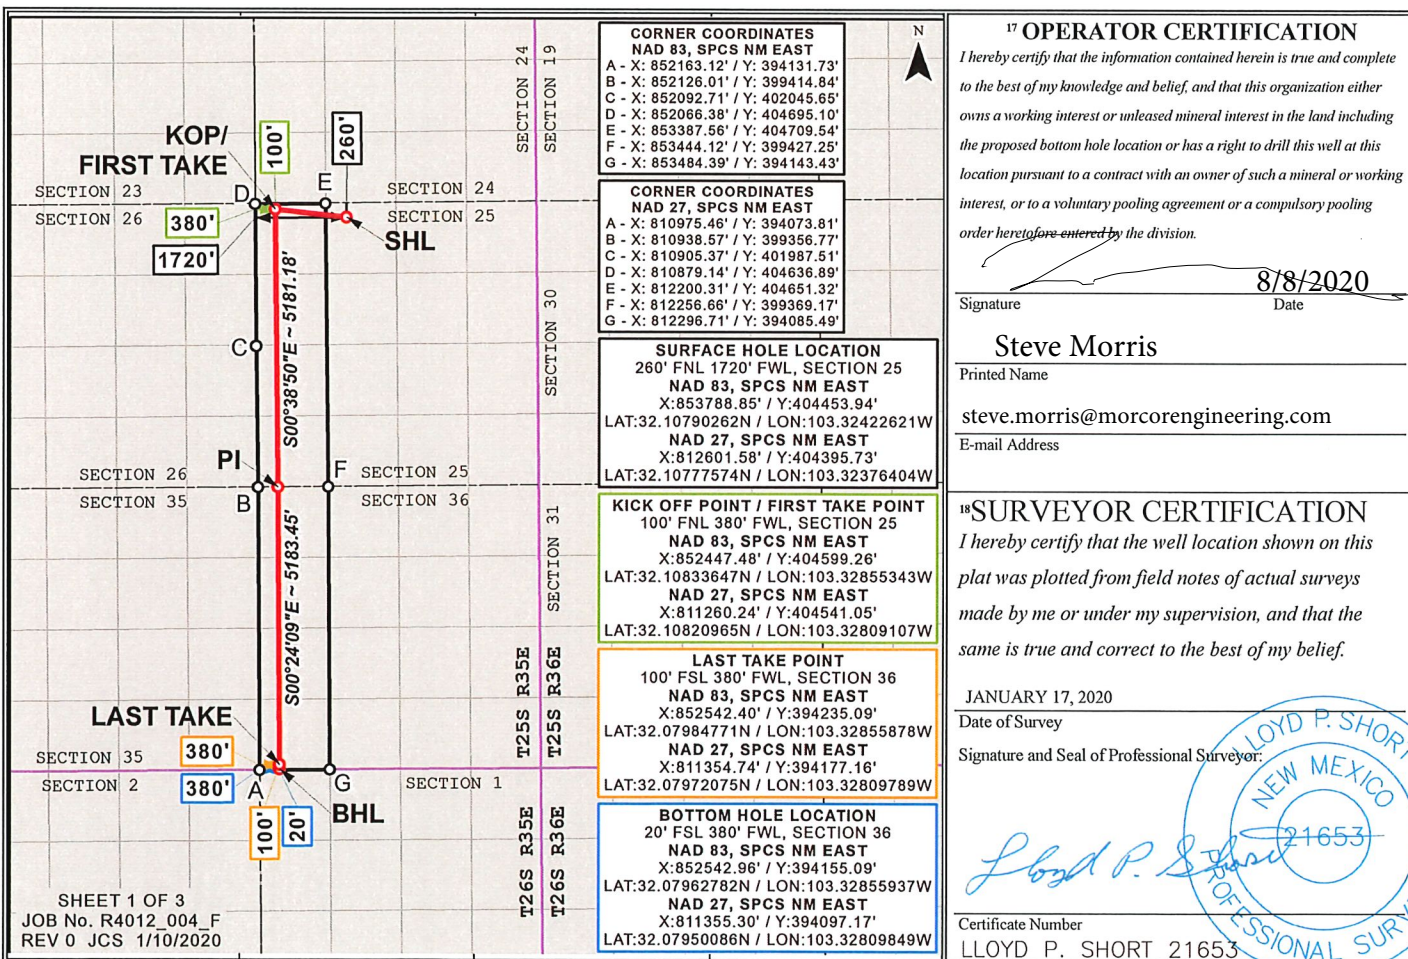 KOP/
FIRST TAKE
100'
260'
SECTION 24
SECTION 19
SECTION 23
D
E
SECTION 24
SECTION 26
SECTION 25
380'
SHL
1720'
S00°38'50"E ~ 5181.18'
SECTION 30
C
PI
SECTION 26
F
SECTION 25
SECTION 35
B
SECTION 36
S00°24'09"E ~ 5183.45'
SECTION 31
T25S R35E
T25S R36E
LAST TAKE
380'
SECTION 35
SECTION 2
380'
A
G
SECTION 1
BHL
100'
20'
T26S R35E
T26S R36E
SHEET 1 OF 3
JOB No. R4012_004_F
REV 0 JCS 1/10/2020
N
CORNER COORDINATES
NAD 83, SPCS NM EAST
A - X: 852163.12' / Y: 394131.73'
B - X: 852126.01' / Y: 399414.84'
C - X: 852092.71' / Y: 402045.65'
D - X: 852066.38' / Y: 404695.10'
E - X: 853387.56' / Y: 404709.54'
F - X: 853444.12' / Y: 399427.25'
G - X: 853484.39' / Y: 394143.43'
CORNER COORDINATES
NAD 27, SPCS NM EAST
A - X: 810975.46' / Y: 394073.81'
B - X: 810938.57' / Y: 399356.77'
C - X: 810905.37' / Y: 401987.51'
D - X: 810879.14' / Y: 404636.89'
E - X: 812200.31' / Y: 404651.32'
F - X: 812256.66' / Y: 399369.17'
G - X: 812296.71' / Y: 394085.49'
SURFACE HOLE LOCATION
260' FNL 1720' FWL, SECTION 25
NAD 83, SPCS NM EAST
X:853788.85' / Y:404453.94'
LAT:32.10790262N / LON:103.32422621W
NAD 27, SPCS NM EAST
X:812601.58' / Y:404395.73'
LAT:32.10777574N / LON:103.32376404W
KICK OFF POINT / FIRST TAKE POINT
100' FNL 380' FWL, SECTION 25
NAD 83, SPCS NM EAST
X:852447.48' / Y:404599.26'
LAT:32.10833647N / LON:103.32855343W
NAD 27, SPCS NM EAST
X:811260.24' / Y:404541.05'
LAT:32.10820965N / LON:103.32809107W
LAST TAKE POINT
100' FSL 380' FWL, SECTION 36
NAD 83, SPCS NM EAST
X:852542.40' / Y:394235.09'
LAT:32.07984771N / LON:103.32855878W
NAD 27, SPCS NM EAST
X:811354.74' / Y:394177.16'
LAT:32.07972075N / LON:103.32809789W
BOTTOM HOLE LOCATION
20' FSL 380' FWL, SECTION 36
NAD 83, SPCS NM EAST
X:852542.96' / Y:394155.09'
LAT:32.07962782N / LON:103.32855937W
NAD 27, SPCS NM EAST
X:811355.30' / Y:394097.17'
LAT:32.07950086N / LON:103.32809849W
17 OPERATOR CERTIFICATION
I hereby certify that the information contained herein is true and complete
to the best of my knowledge and belief, and that this organization either
owns a working interest or unleased mineral interest in the land including
the proposed bottom hole location or has a right to drill this well at this
location pursuant to a contract with an owner of such a mineral or working
interest, or to a voluntary pooling agreement or a compulsory pooling
order heretofore entered by the division.
8/8/2020
Signature Date
Steve Morris
Printed Name
steve.morris@morcorengineering.com
E-mail Address
18 SURVEYOR CERTIFICATION
I hereby certify that the well location shown on this
plat was plotted from field notes of actual surveys
made by me or under my supervision, and that the
same is true and correct to the best of my belief.
JANUARY 17, 2020
Date of Survey
Signature and Seal of Professional Surveyor:
LLOYD P. SHORT
NEW MEXICO
21653
PROFESSIONAL SURVEY
Lloyd P. Short
Certificate Number
LLOYD P. SHORT 21653